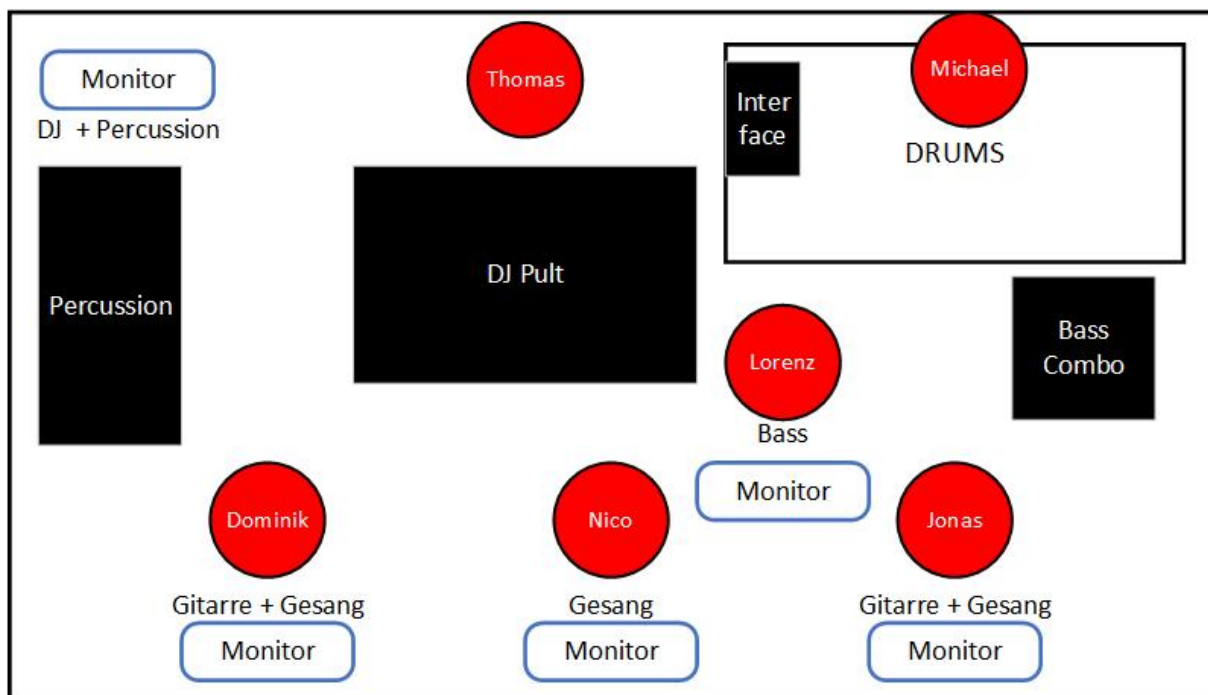 Monitor
DJ + Percussion
Thomas
Inter
face
Michael
DRUMS
Percussion
DJ Pult
Lorenz
Bass
Bass
Combo
Monitor
Dominik
Gitarre + Gesang
Monitor
Nico
Gesang
Monitor
Jonas
Gitarre + Gesang
Monitor